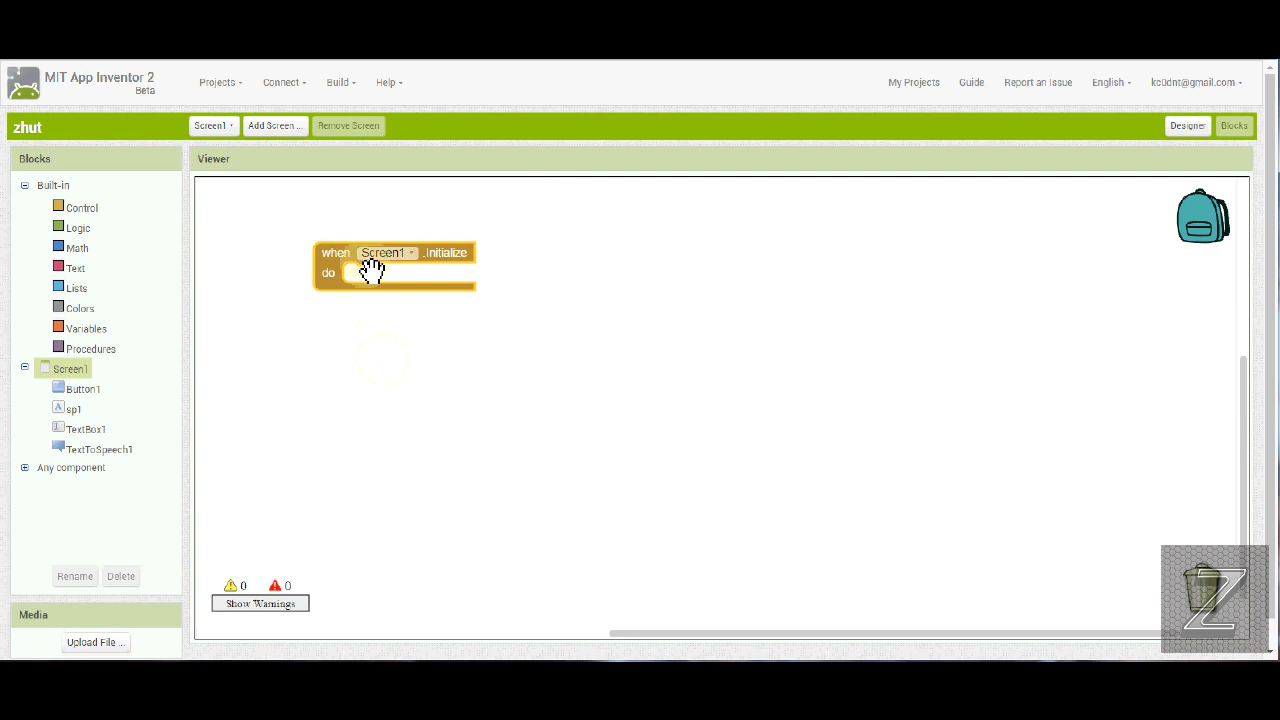 MIT App Inventor 2
Beta
Projects
Connect
Build
Help
My Projects
Guide
Report an Issue
English
kc0dnt@gmail.com
zhut
Screen1
Add Screen ...
Remove Screen
Designer
Blocks
Blocks
Viewer
Built-in
Control
Logic
Math
Text
Lists
Colors
Variables
Procedures
Screen1
Button1
sp1
TextBox1
TextToSpeech1
Any component
Rename
Delete
Media
Upload File ...
when Screen1 .Initialize
do
0 0
Show Warnings
Z